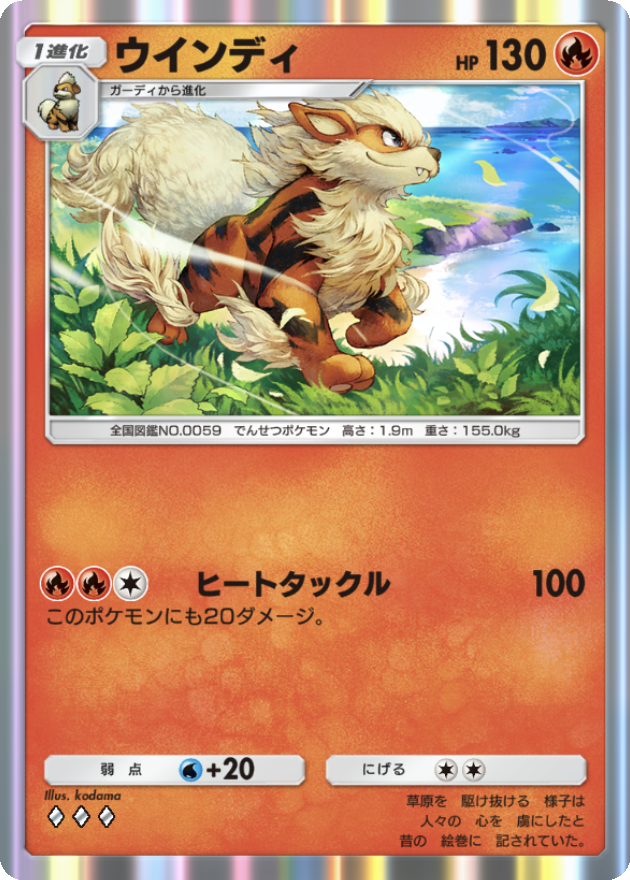 1進化 ウインディ HP 130
ガーディから進化
全国図鑑NO.0059 でんせつポケモン 高さ:1.9m 重さ:155.0kg
ヒートタックル 100
このポケモンにも20ダメージ。
弱点 +20 にげる
Illus. kodama
草原を 駆け抜ける 様子は
人々の 心を 虜にしたと
昔の 絵巻に 記されていた。